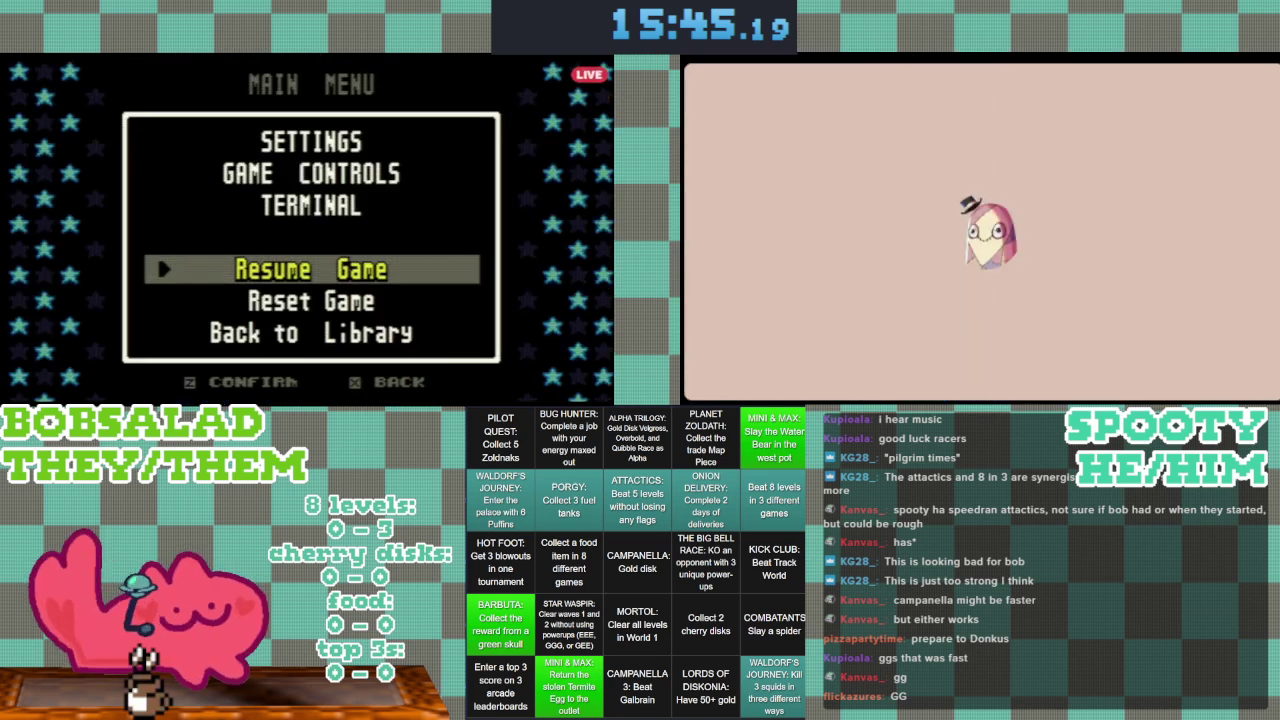 15:45.19
LIVE
MAIN MENU
SETTINGS
GAME CONTROLS
TERMINAL
Resume Game
Reset Game
Back to Library
Z CONFIRM X BACK
BOBSALAD
THEY/THEM
8 levels:
0 - 3
cherry disks:
0 - 0
food:
0 - 0
top 3s:
0 - 0
PILOT
QUEST:
Collect 5
Zoldnaks
BUG HUNTER:
Complete a job
with your
energy maxed
out
ALPHA TRILOGY:
Gold Disk Velgress,
Overbold, and
Quibble Race as
Alpha
PLANET
ZOLDATH:
Collect the
trade Map
Piece
MINI & MAX:
Slay the Water
Bear in the
west pot
WALDORF'S
JOURNEY:
Enter the
palace with 6
Puffins
PORGY:
Collect 3 fuel
tanks
ATTACTICS:
Beat 5 levels
without losing
any flags
ONION
DELIVERY:
Complete 2
days of
deliveries
Beat 8 levels
in 3 different
games
HOT FOOT:
Get 3 blowouts
in one
tournament
Collect a food
item in 8
different
games
CAMPANELLA:
Gold disk
THE BIG BELL
RACE: KO an
opponent with 3
unique power-
ups
KICK CLUB:
Beat Track
World
BARBUTA:
Collect the
reward from a
green skull
STAR WASPIR:
Clear waves 1 and
2 without using
powerups (EEE,
GGG, or GEE)
MORTOL:
Clear all levels
in World 1
Collect 2
cherry disks
COMBATANTS:
Slay a spider
Enter a top 3
score on 3
arcade
leaderboards
MINI & MAX:
Return the
stolen Termite
Egg to the
outlet
CAMPANELLA
3: Beat
Galbrain
LORDS OF
DISKONIA:
Have 50+ gold
WALDORF'S
JOURNEY: Kill
3 squids in
three different
ways
SPOOTY
HE/HIM
Kupioala: i hear music
Kupioala: good luck racers
KG28_: "pilgrim times"
KG28_: The attactics and 8 in 3 are synergis
more
Kanvas_: spooty ha speedran attactics, not sure if bob had or when they started,
but could be rough
Kanvas_: has*
KG28_: This is looking bad for bob
KG28_: This is just too strong I think
Kanvas_: campanella might be faster
Kanvas_: but either works
pizzapartytime: prepare to Donkus
Kupioala: ggs that was fast
Kanvas_: gg
flickazures: GG